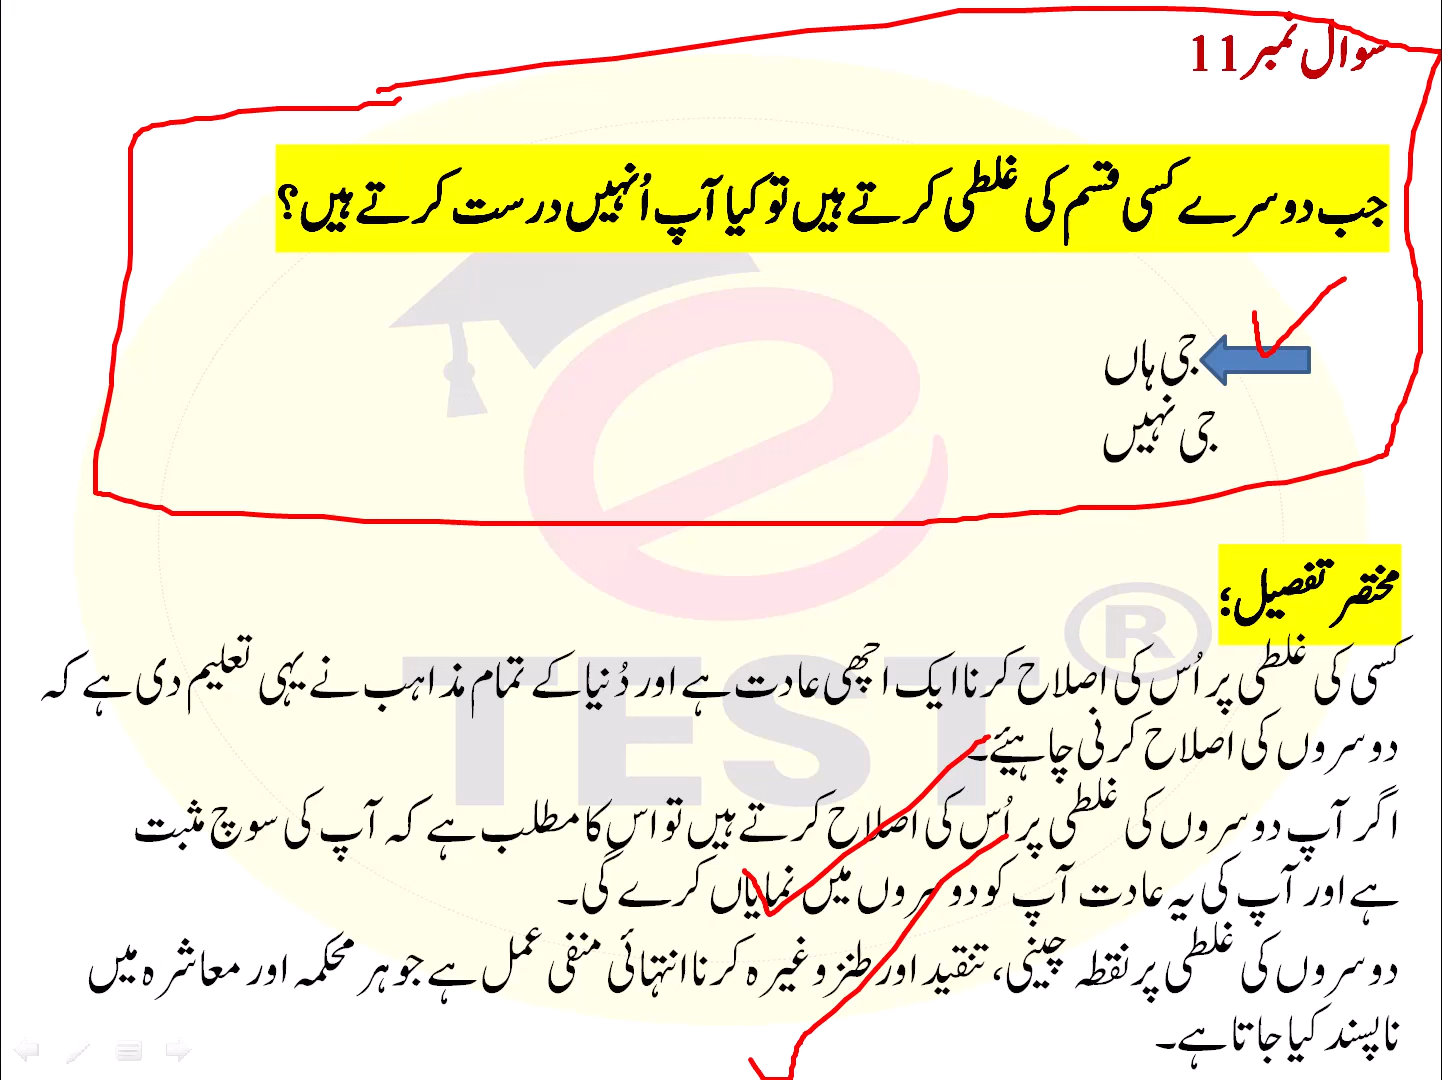 سوال نمبر 11
جب دوسرے کسی قسم کی غلطی کرتے ہیں تو کیا آپ اُنہیں درست کرتے ہیں؟
جی ہاں
جی نہیں
مختصر تفصیل؛
کسی کی غلطی پر اُس کی اصلاح کرنا ایک اچھی عادت ہے اور دُنیا کے تمام مذاہب نے یہی تعلیم دی ہے کہ
دوسروں کی اصلاح کرنی چاہیئے۔
اگر آپ دوسروں کی غلطی پر اُس کی اصلاح کرتے ہیں تو اس کا مطلب ہے کہ آپ کی سوچ مثبت
ہے اور آپ کی یہ عادت آپ کو دوسروں میں نمایاں کرے گی۔
دوسروں کی غلطی پر نقطہ چینی، تنقید اور طنز وغیرہ کرنا انتہائی منفی عمل ہے جو ہر محکمہ اور معاشرہ میں
ناپسند کیا جاتا ہے۔
e
TEST®